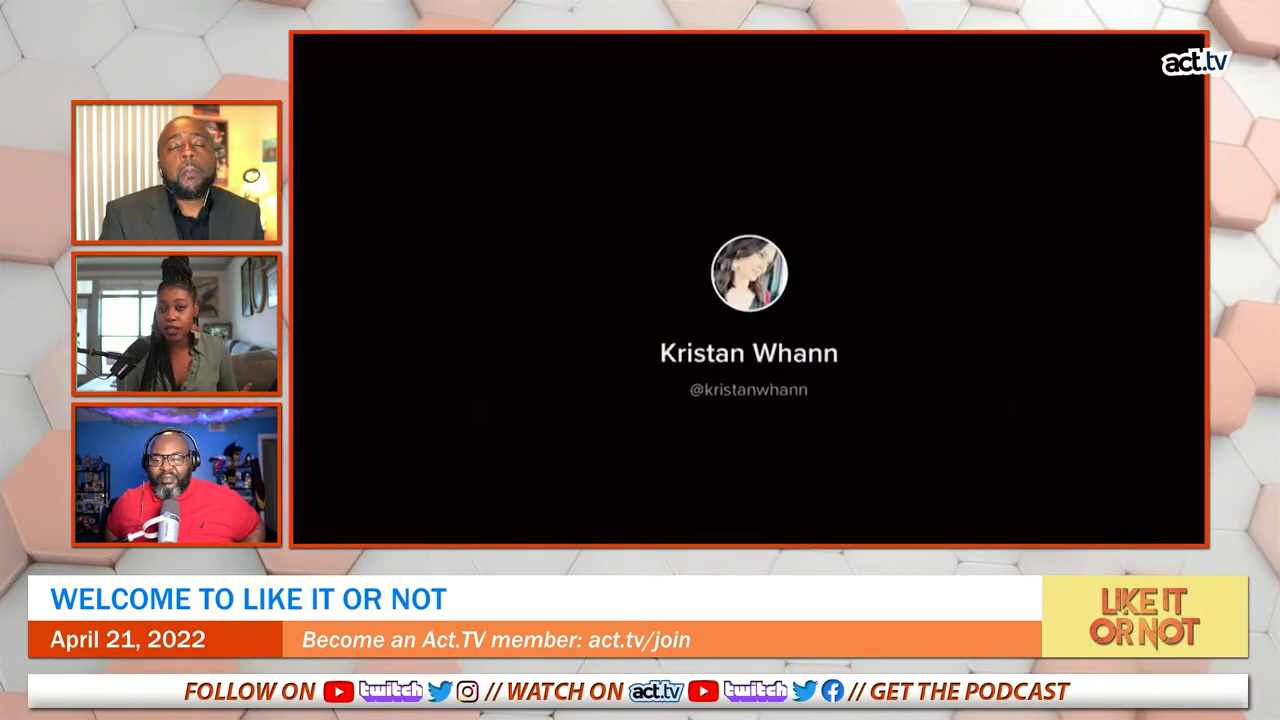 act.tv
Kristan Whann
@kristanwhann
WELCOME TO LIKE IT OR NOT
April 21, 2022
Become an Act.TV member: act.tv/join
LIKE IT
OR NOT
FOLLOW ON twitch // WATCH ON act.tv twitch // GET THE PODCAST